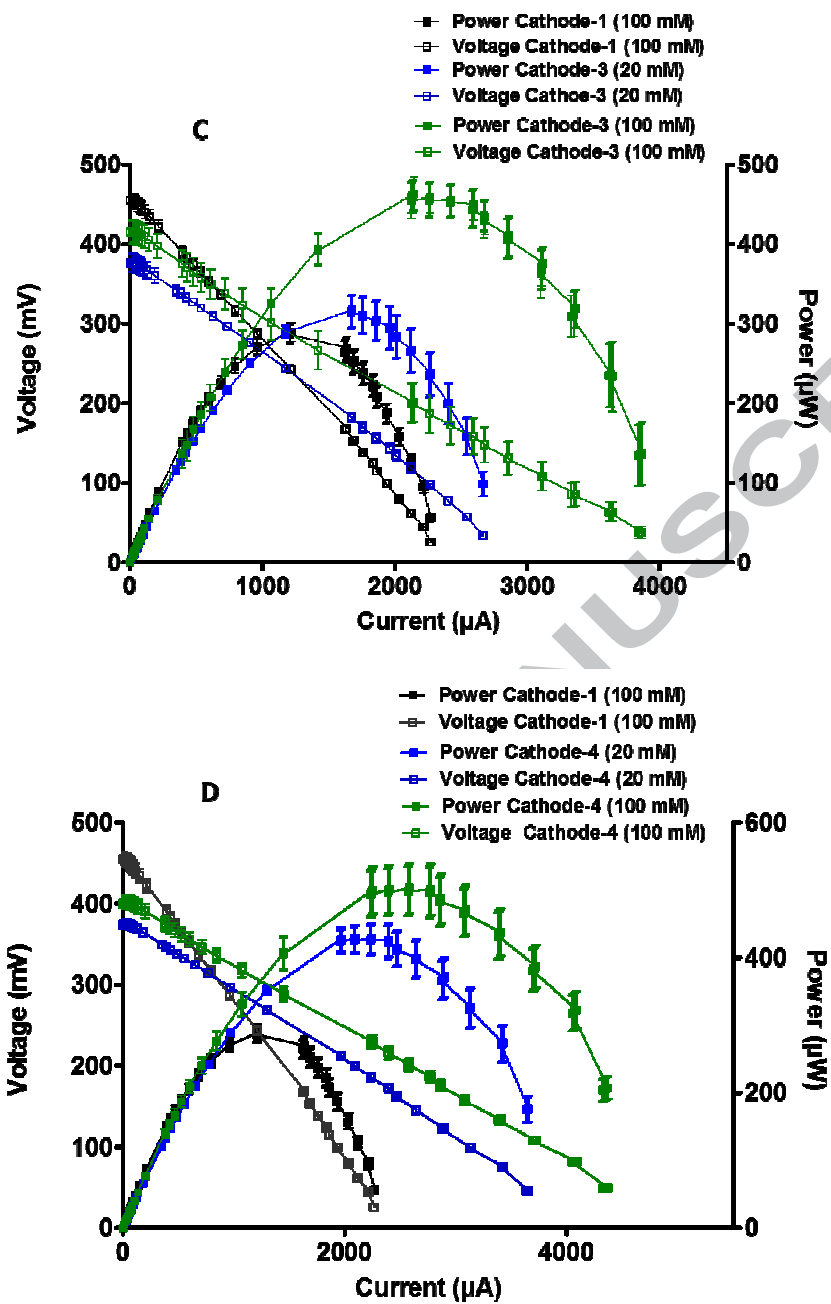 Power Cathode-1 (100 mM)
Voltage Cathode-1 (100 mM)
Power Cathode-3 (20 mM)
Voltage Cathoe-3 (20 mM)
Power Cathode-3 (100 mM)
Voltage Cathode-3 (100 mM)
C
500
400
300
200
100
0
Voltage (mV)
500
400
300
200
100
0
Power (µW)
0
1000
2000
3000
4000
Current (µA)
NUSCR
Power Cathode-1 (100 mM)
Voltage Cathode-1 (100 mM)
Power Cathode-4 (20 mM)
Voltage Cathode-4 (20 mM)
Power Cathode-4 (100 mM)
Voltage Cathode-4 (100 mM)
D
500
400
300
200
100
0
Voltage (mV)
600
400
200
0
Power (µW)
0
2000
4000
Current (µA)